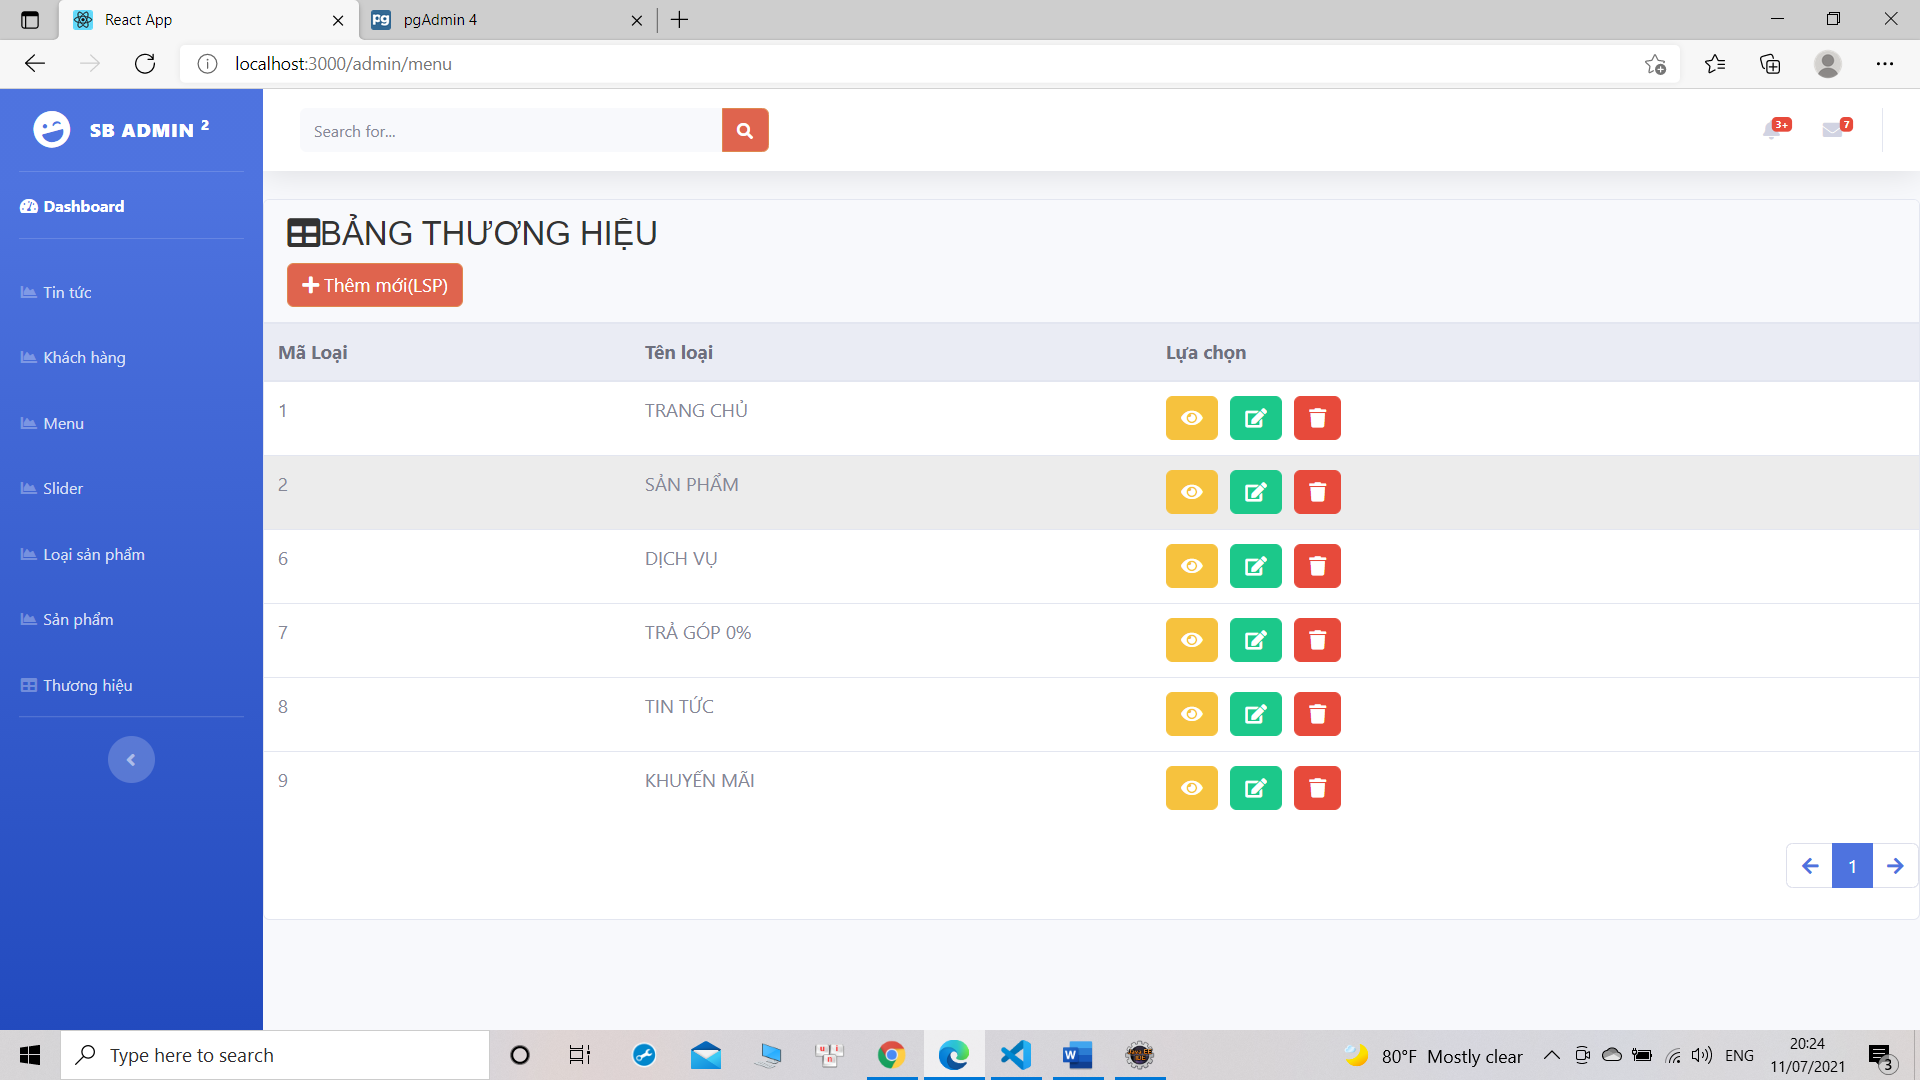 React App
pgAdmin 4
localhost:3000/admin/menu
SB ADMIN 2
Search for...
3+
7
Dashboard
Tin tức
Khách hàng
Menu
Slider
Loại sản phẩm
Sản phẩm
Thương hiệu
BẢNG THƯƠNG HIỆU
Thêm mới(LSP)
Mã Loại Tên loại Lựa chọn
1 TRANG CHỦ
2 SẢN PHẨM
6 DỊCH VỤ
7 TRẢ GÓP 0%
8 TIN TỨC
9 KHUYẾN MÃI
1
Type here to search
80°F Mostly clear
ENG
20:24
11/07/2021
3